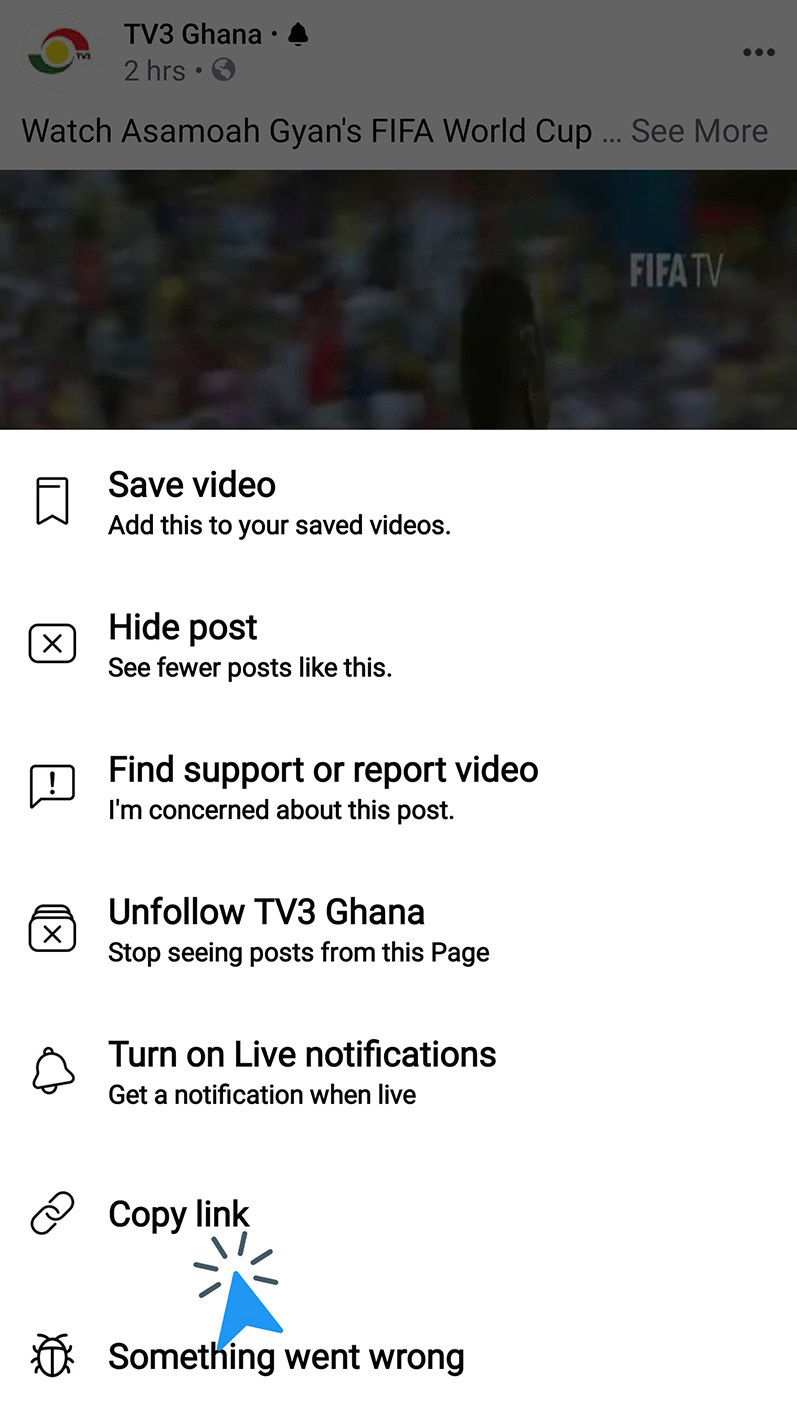 TV3 Ghana ·
2 hrs ·
TV3
Watch Asamoah Gyan's FIFA World Cup ... See More
FIFA TV
Save video
Add this to your saved videos.
Hide post
See fewer posts like this.
Find support or report video
I'm concerned about this post.
Unfollow TV3 Ghana
Stop seeing posts from this Page
Turn on Live notifications
Get a notification when live
Copy link
Something went wrong